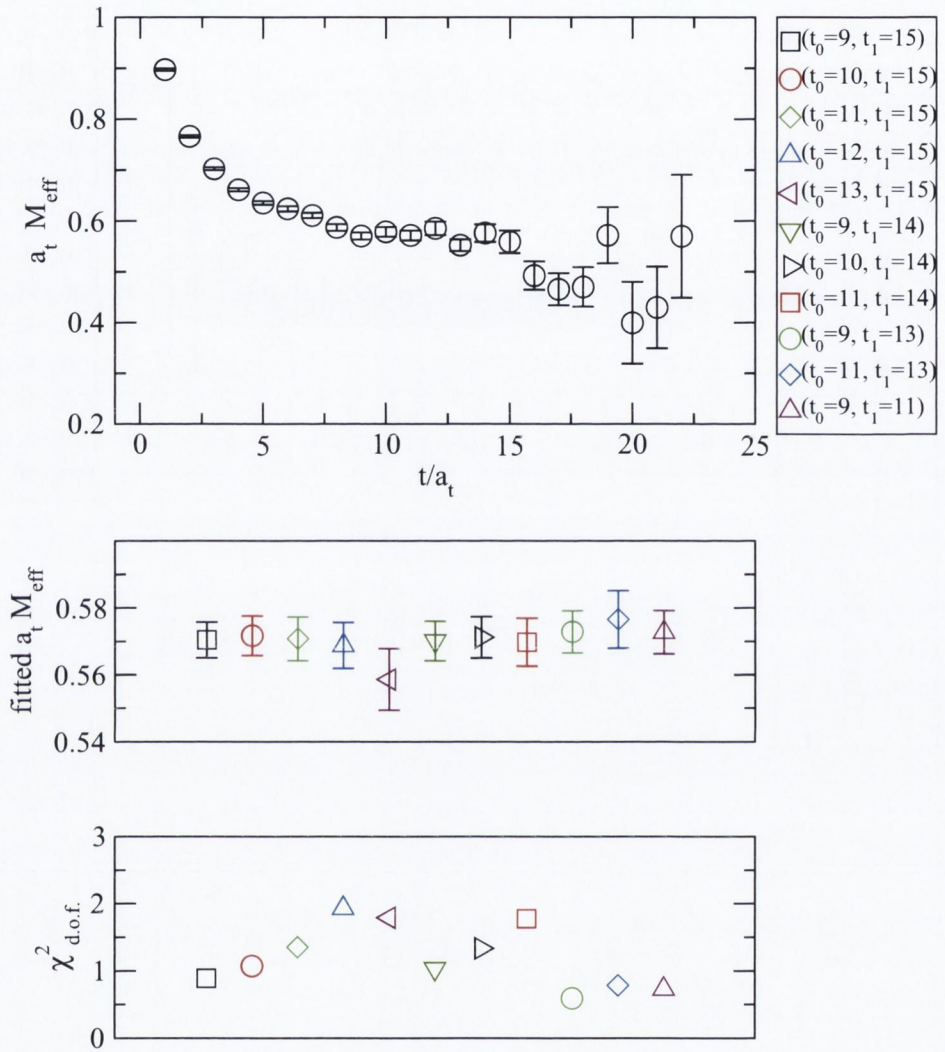 1
0.8
0.6
0.4
0.2
a_t M_eff
0 5 10 15 20 25
t/a_t
(t_0=9, t_1=15)
(t_0=10, t_1=15)
(t_0=11, t_1=15)
(t_0=12, t_1=15)
(t_0=13, t_1=15)
(t_0=9, t_1=14)
(t_0=10, t_1=14)
(t_0=11, t_1=14)
(t_0=9, t_1=13)
(t_0=11, t_1=13)
(t_0=9, t_1=11)
0.58
0.56
0.54
fitted a_t M_eff
3
2
1
0
χ^2_d.o.f.